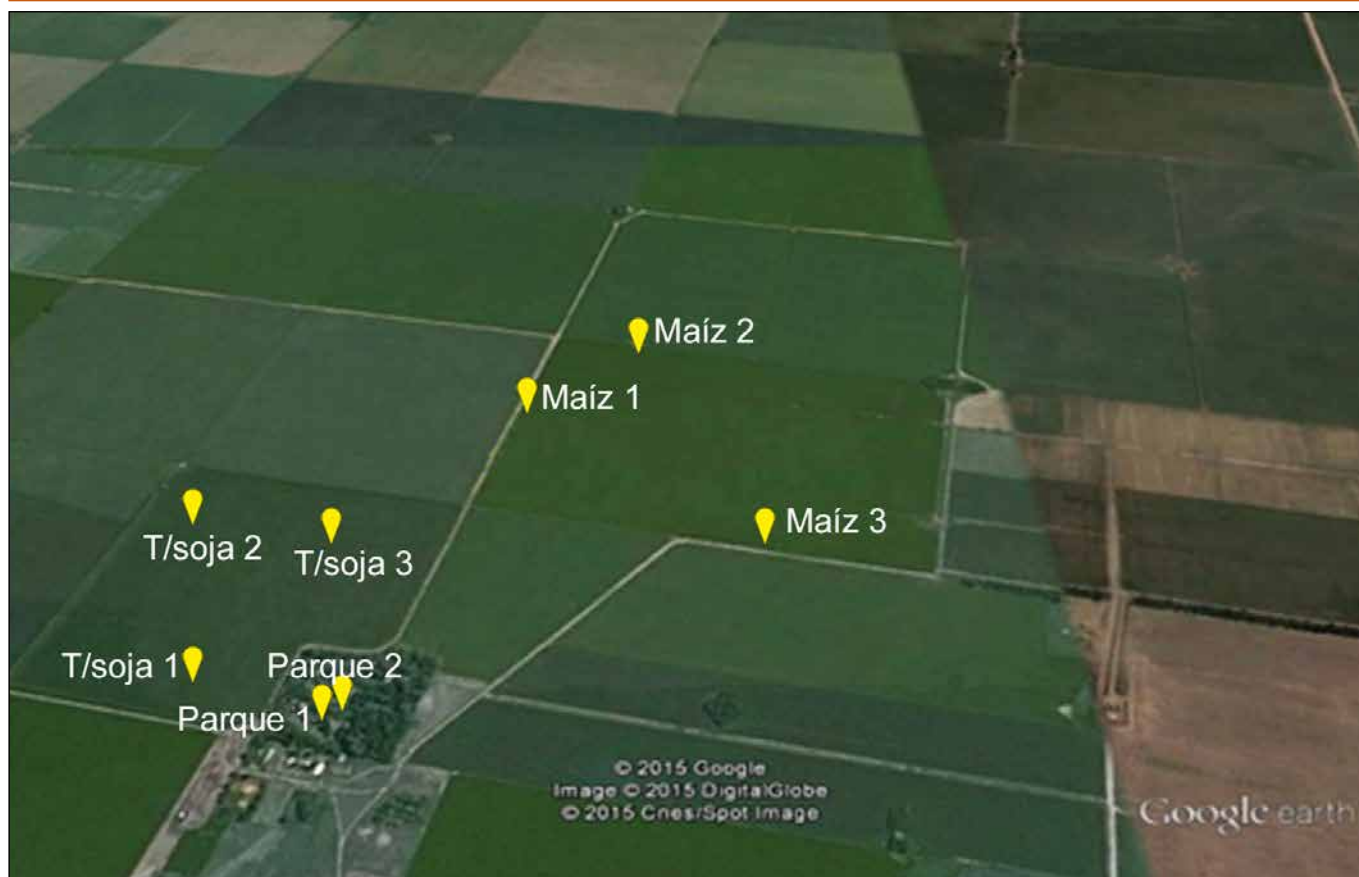 Maíz 2
Maíz 1
Maíz 3
T/soja 2
T/soja 3
T/soja 1
Parque 2
Parque 1
© 2015 Google
Image © 2015 DigitalGlobe
© 2015 Cnes/Spot Image
Google earth